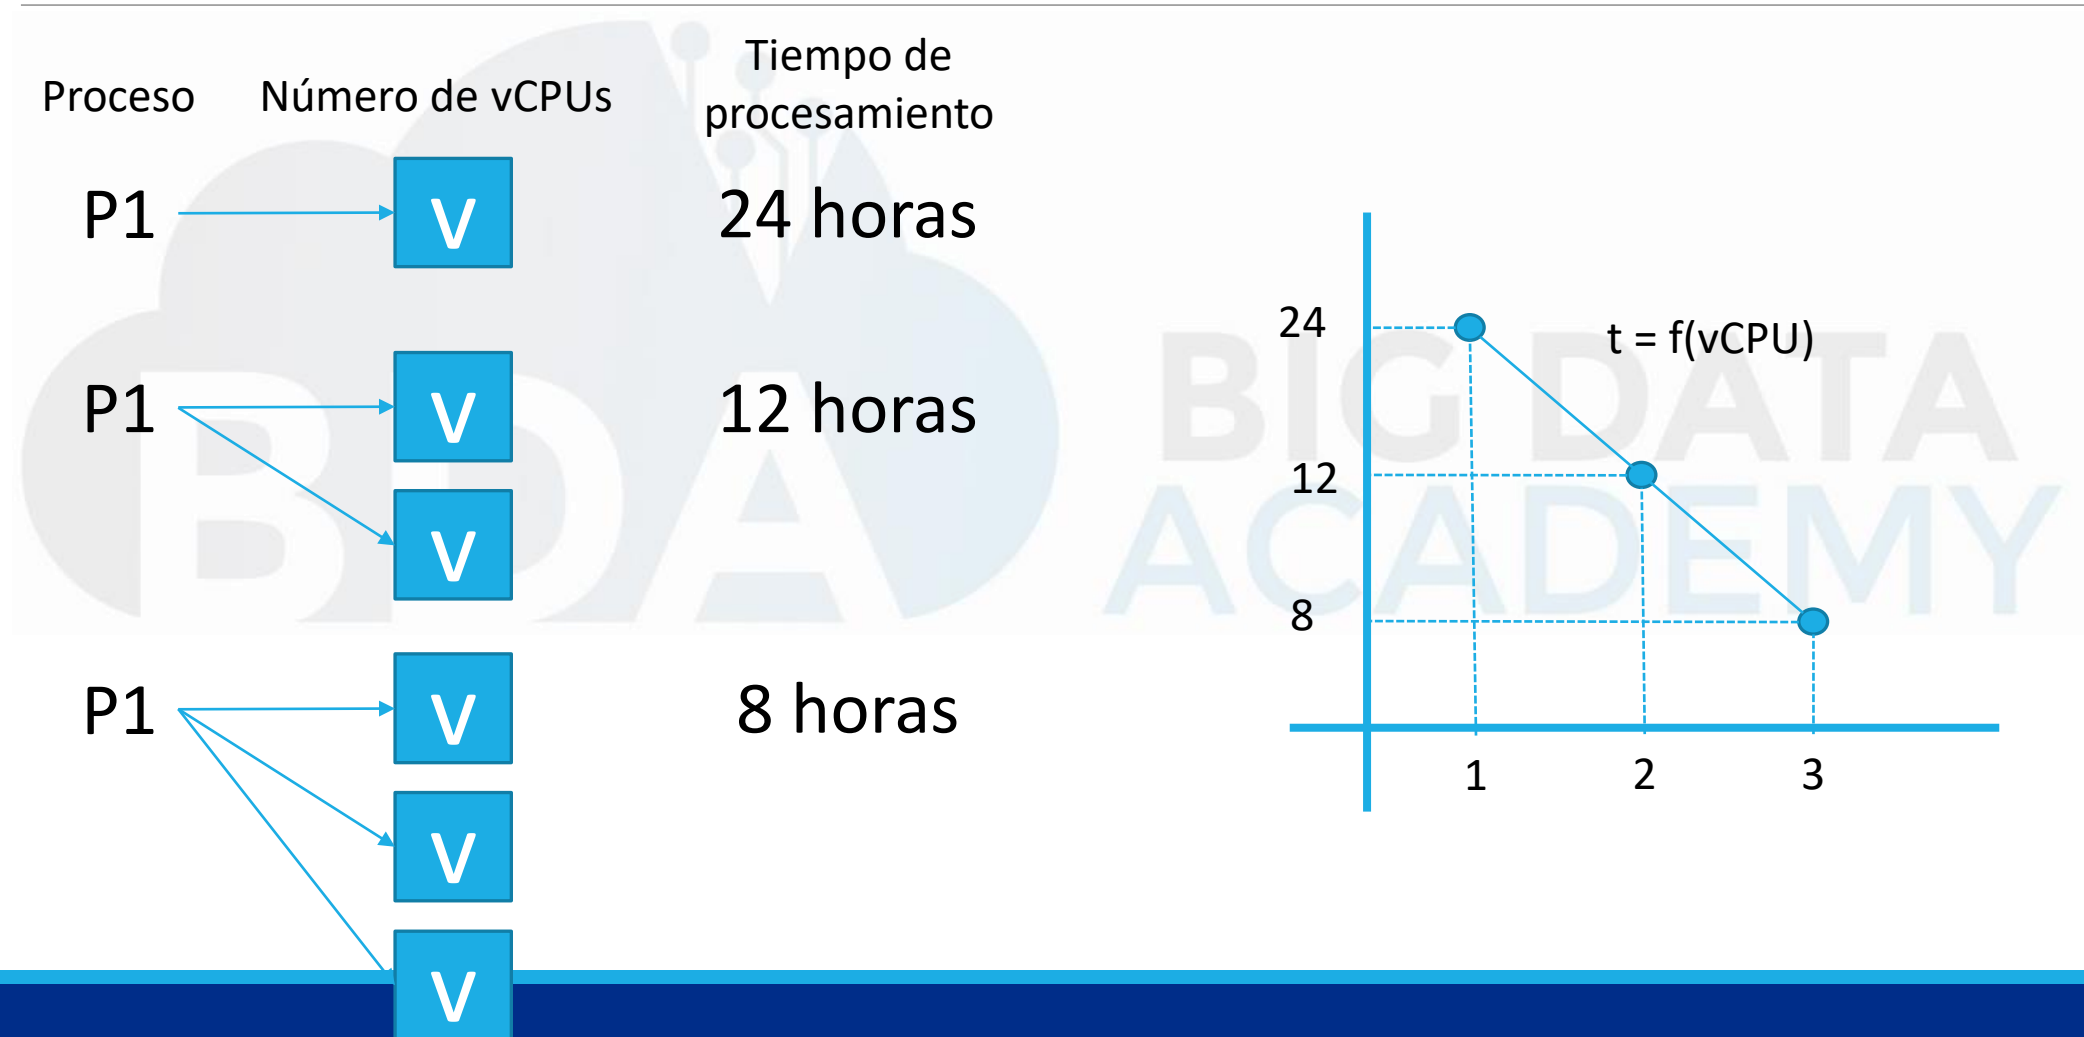 Proceso
Número de vCPUs
Tiempo de
procesamiento
P1
V
24 horas
P1
V
12 horas
V
P1
V
8 horas
V
V
24
t = f(vCPU)
12
8
1
2
3
BDA
BIG DATA
ACADEMY